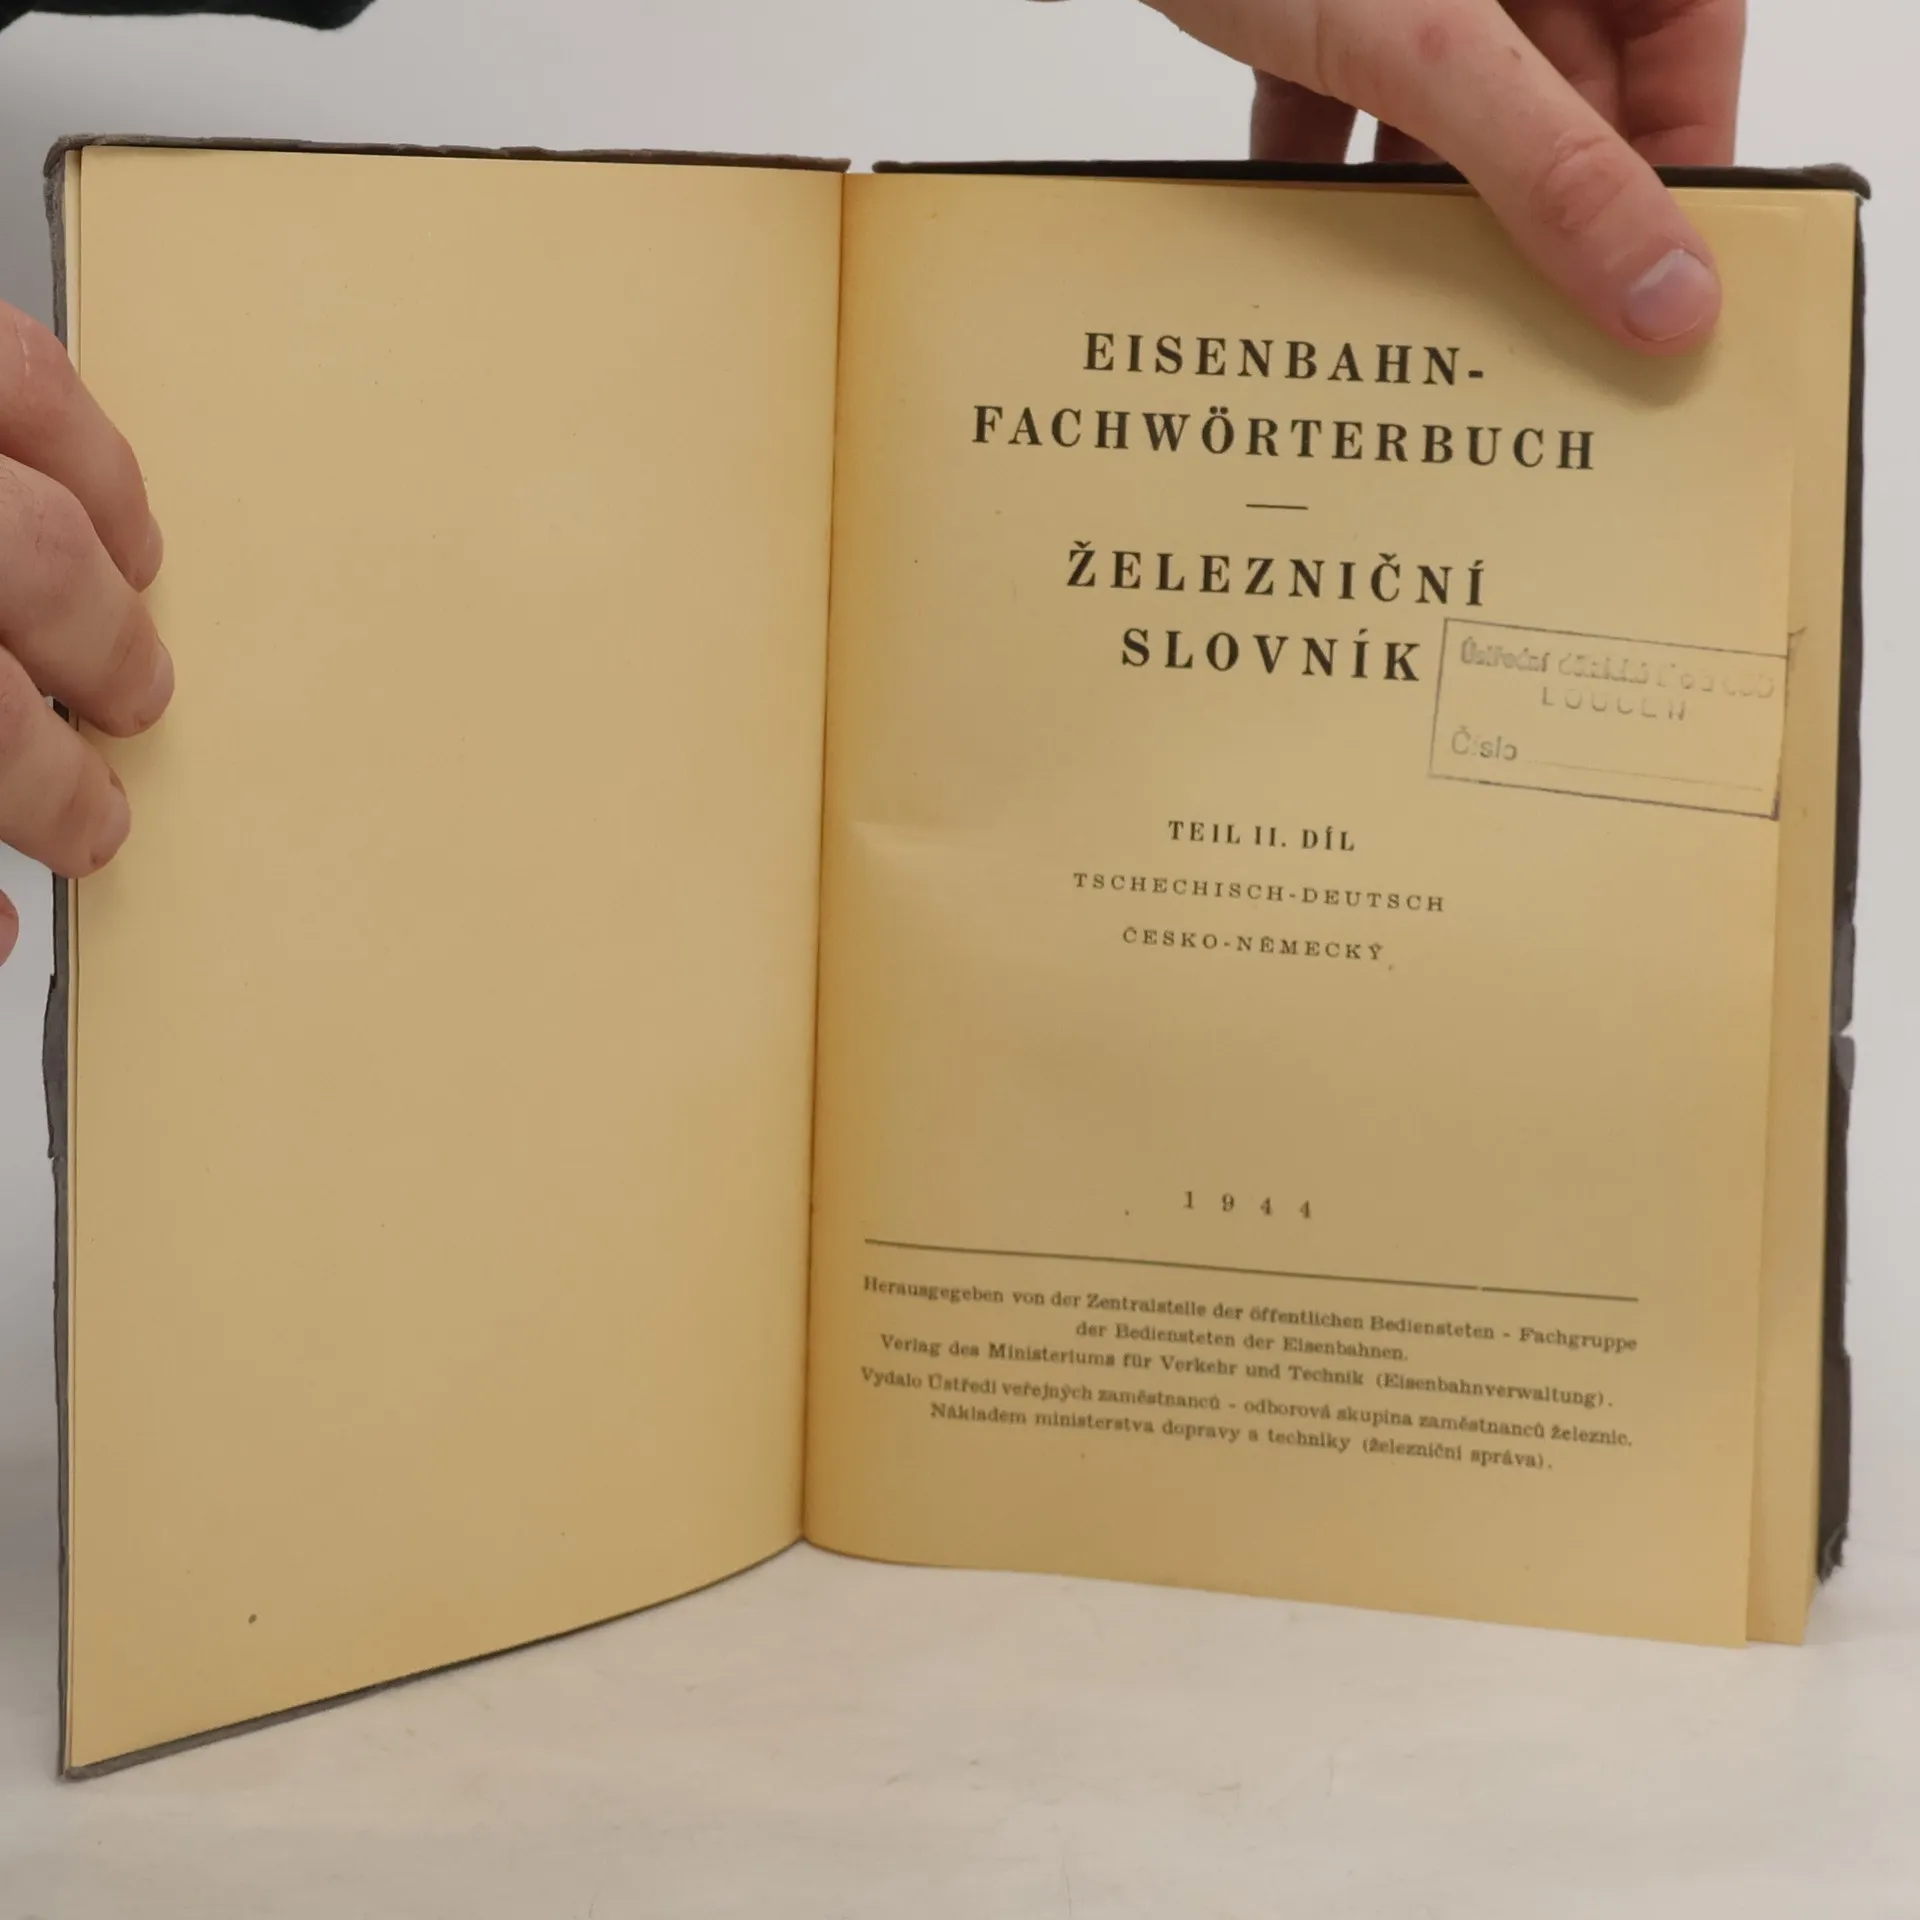 EISENBAHN-
FACHWÖRTERBUCH
ŽELEZNIČNÍ
SLOVNÍK
Ústřední
LOUČEŇ
Číslo
TEIL II. DÍL
TSCHECHISCH-DEUTSCH
ČESKO-NĚMECKÝ
1944
Herausgegeben von der Zentralstelle der öffentlichen Bediensteten - Fachgruppe
der Bediensteten der Eisenbahnen.
Verlag des Ministeriums für Verkehr und Technik (Eisenbahnverwaltung).
Vydalo Ústředí veřejných zaměstnanců - odborová skupina zaměstnanců železnic.
Nákladem ministerstva dopravy a techniky (železniční správa).